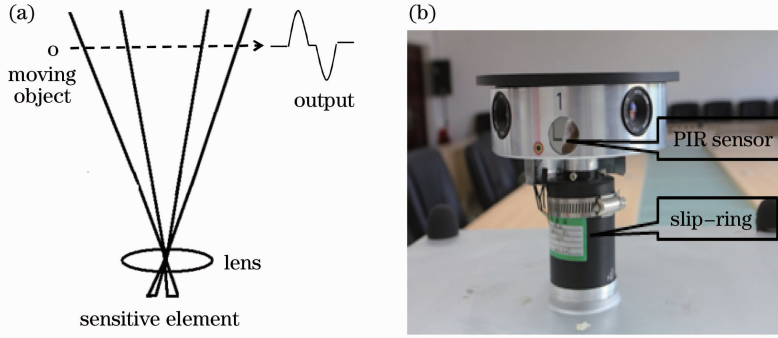 (a)
o
moving
object
output
lens
sensitive element
(b)
1
PIR sensor
slip-ring